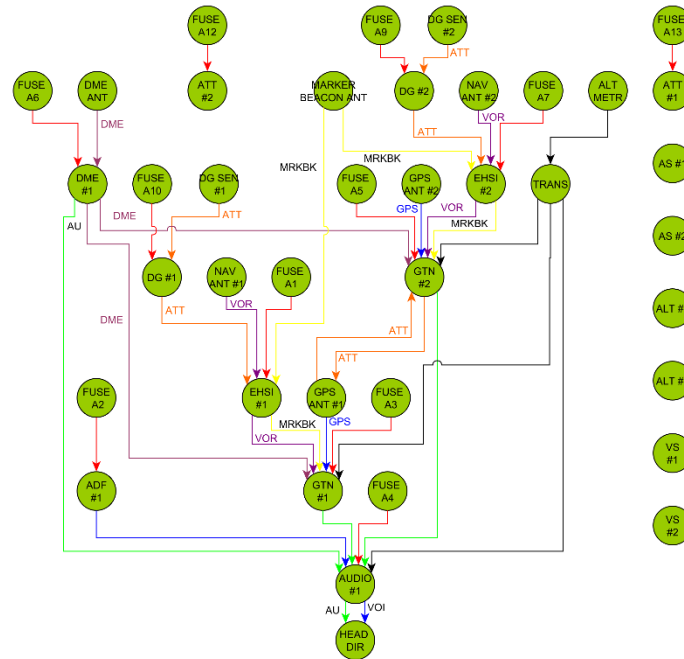 FUSE
A12
FUSE
A9
DG SEN
#2
FUSE
A13
ATT
FUSE
A6
DME
ANT
ATT
#2
MARKER
BEACON ANT
DG #2
NAV
ANT #2
FUSE
A7
ALT
METR
ATT
#1
DME
VOR
ATT
MRKBK
MRKBK
AS #1
DME
#1
FUSE
A10
DG SEN
#1
FUSE
A5
GPS
ANT #2
EHSI
#2
TRANS
AU
DME
ATT
GPS
VOR
MRKBK
AS #2
DG #1
NAV
ANT #1
FUSE
A1
GTN
#2
VOR
ATT
ALT #
DME
ATT
ATT
ALT #
FUSE
A2
EHSI
#1
GPS
ANT #1
FUSE
A3
MRKBK
GPS
VOR
VS
#1
ADF
#1
GTN
#1
FUSE
A4
VS
#2
AUDIO
#1
AU
VOI
HEAD
DIR